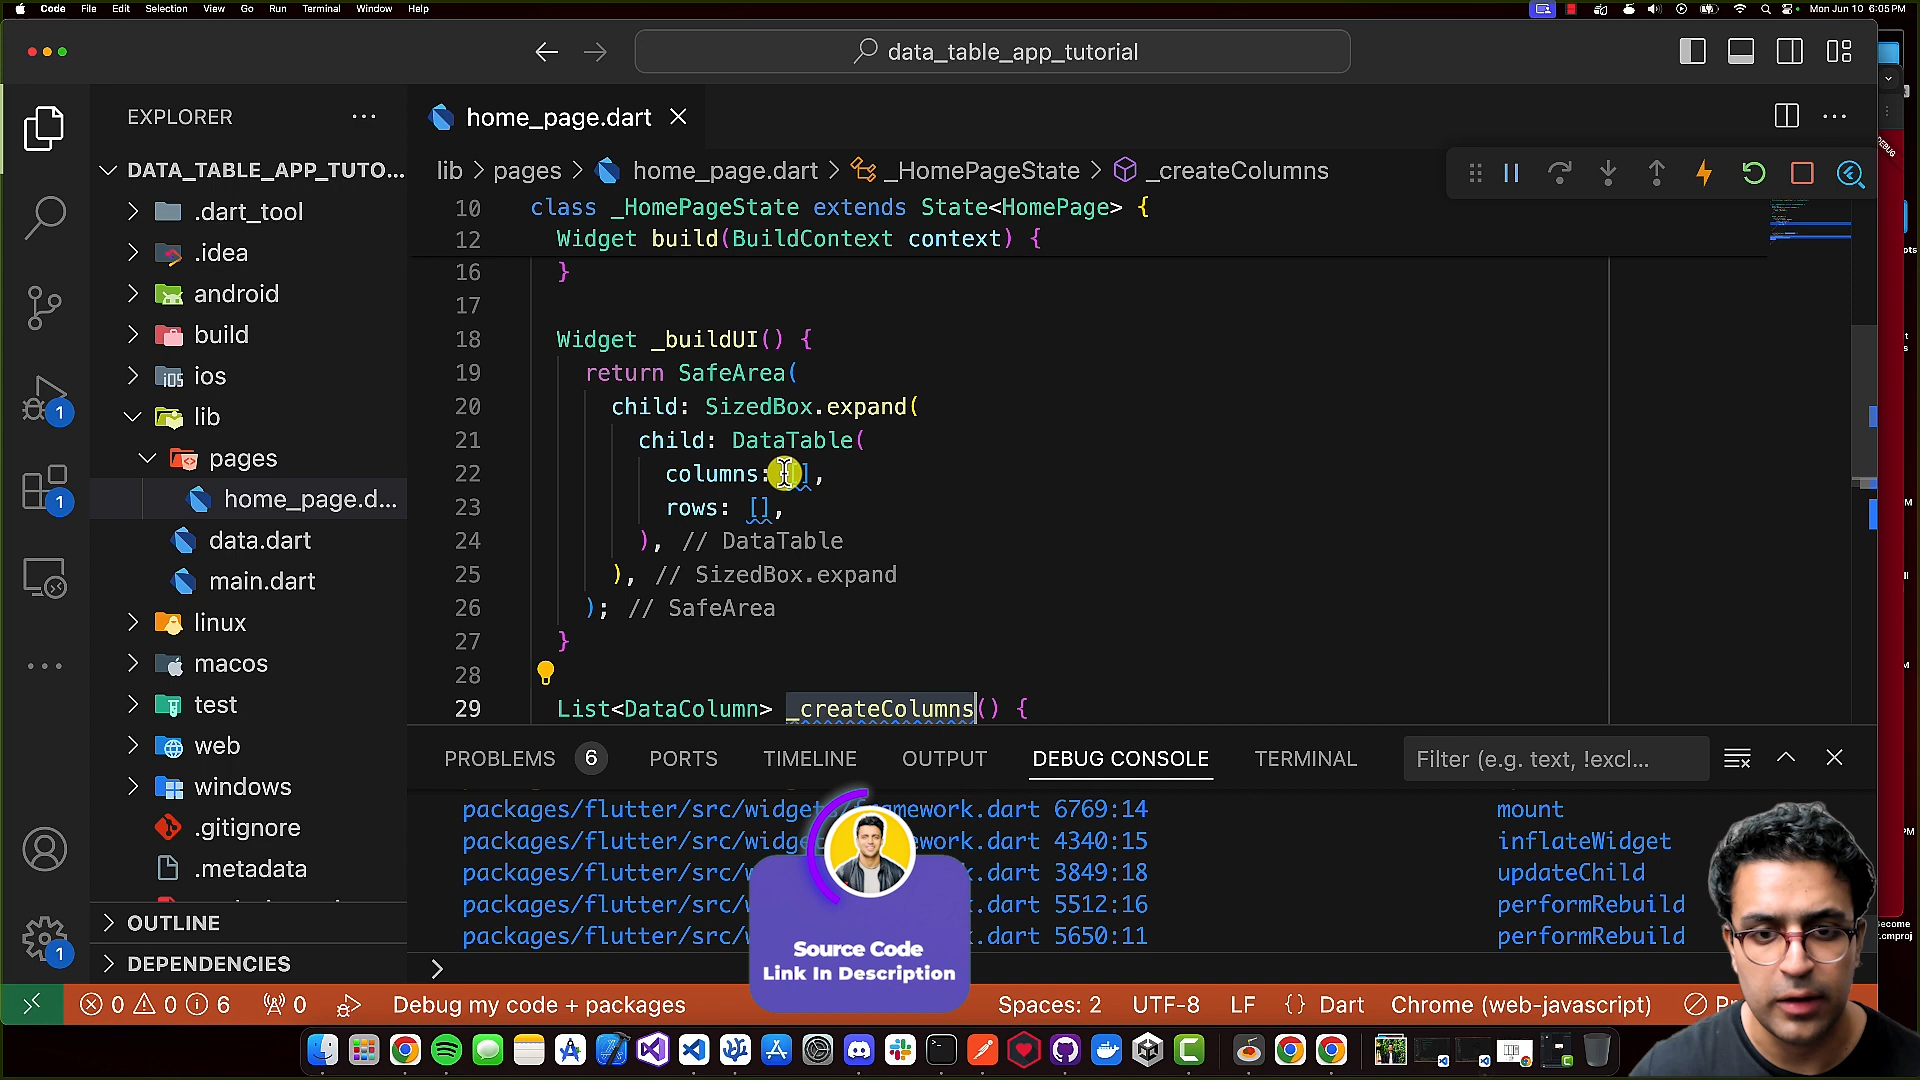 Code File Edit Selection View Go Run Terminal Window Help
Mon Jun 10 6:05 PM
data_table_app_tutorial
EXPLORER
home_page.dart
DATA_TABLE_APP_TUTO...
.dart_tool
.idea
android
build
ios
lib
pages
home_page.d...
data.dart
main.dart
linux
macos
test
web
windows
.gitignore
.metadata
OUTLINE
DEPENDENCIES
1
1
1
lib > pages > home_page.dart > _HomePageState > _createColumns
10 class _HomePageState extends State<HomePage> {
12 Widget build(BuildContext context) {
16 }
17
18 Widget _buildUI() {
19 return SafeArea(
20 child: SizedBox.expand(
21 child: DataTable(
22 columns: [],
23 rows: [],
24 ), // DataTable
25 ), // SizedBox.expand
26 ); // SafeArea
27 }
28
29 List<DataColumn> _createColumns() {
PROBLEMS 6 PORTS TIMELINE OUTPUT DEBUG CONSOLE TERMINAL Filter (e.g. text, !excl...
packages/flutter/src/widgets/framework.dart 6769:14 mount
packages/flutter/src/widge .dart 4340:15 inflateWidget
packages/flutter/src/w .dart 3849:18 updateChild
packages/flutter/src/w .dart 5512:16 performRebuild
packages/flutter/src/w .dart 5650:11 performRebuild
>
Source Code
Link In Description
0 0 6 0 Debug my code + packages Spaces: 2 UTF-8 LF {} Dart Chrome (web-javascript)
DEBUG